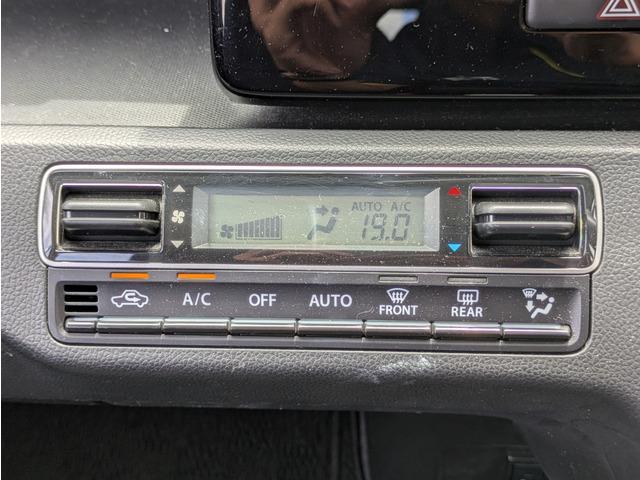 AUTO A/C
19.0
A/C OFF AUTO FRONT REAR